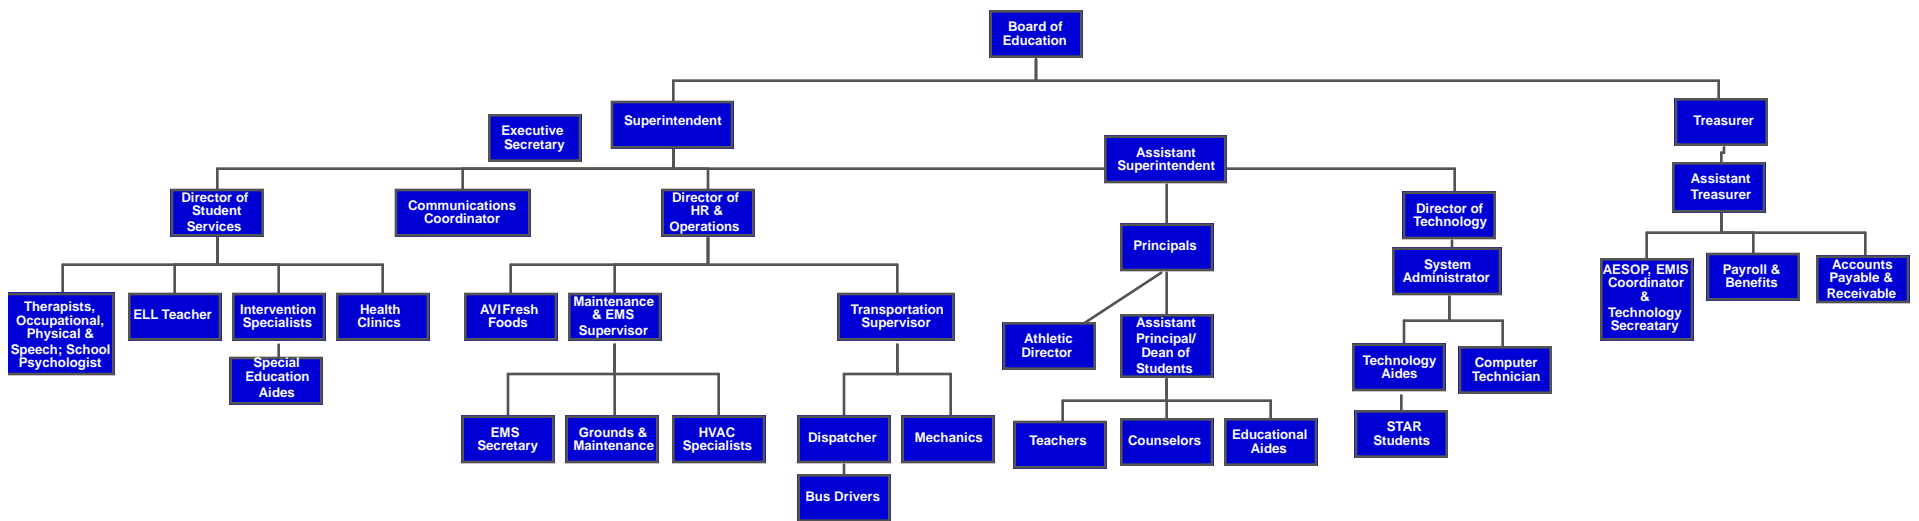 Board of
Education
Superintendent
Executive
Secretary
Treasurer
Assistant
Superintendent
Assistant
Treasurer
Director of
Student
Services
Communications
Coordinator
Director of
HR &
Operations
Director of
Technology
Principals
System
Administrator
AESOP, EMIS
Coordinator
&
Technology
Secreatary
Payroll &
Benefits
Accounts
Payable &
Receivable
Therapists,
Occupational,
Physical &
Speech; School
Psychologist
ELL Teacher
Intervention
Specialists
Health
Clinics
AVI Fresh
Foods
Maintenance
& EMS
Supervisor
Transportation
Supervisor
Athletic
Director
Assistant
Principal/
Dean of
Students
Technology
Aides
Computer
Technician
Special
Education
Aides
EMS
Secretary
Grounds &
Maintenance
HVAC
Specialists
Dispatcher
Mechanics
Teachers
Counselors
Educational
Aides
STAR
Students
Bus Drivers